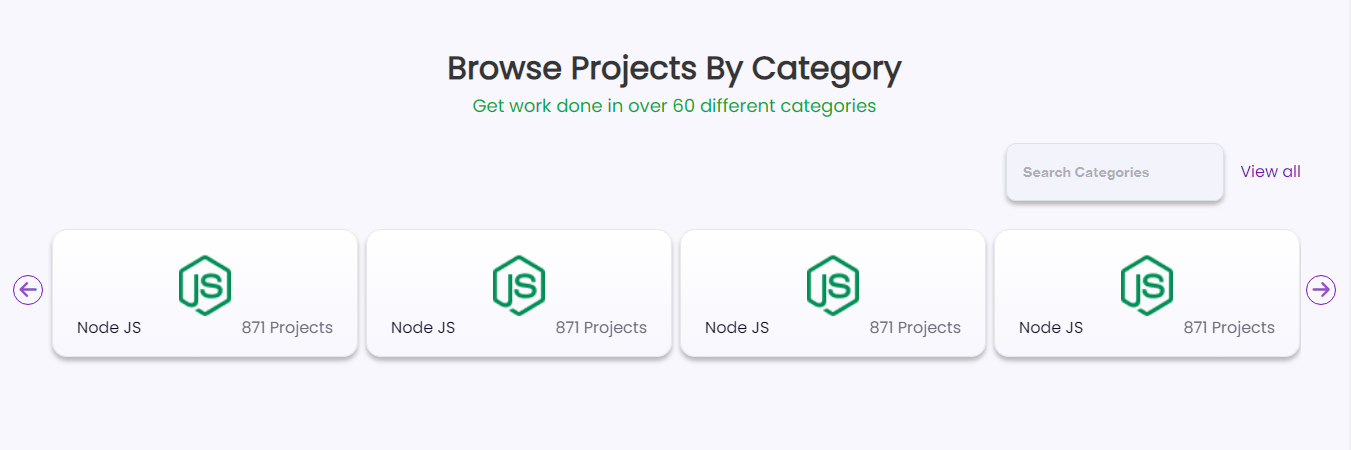 Browse Projects By Category
Get work done in over 60 different categories
Search Categories
View all
JS
Node JS
871 Projects
JS
Node JS
871 Projects
JS
Node JS
871 Projects
JS
Node JS
871 Projects